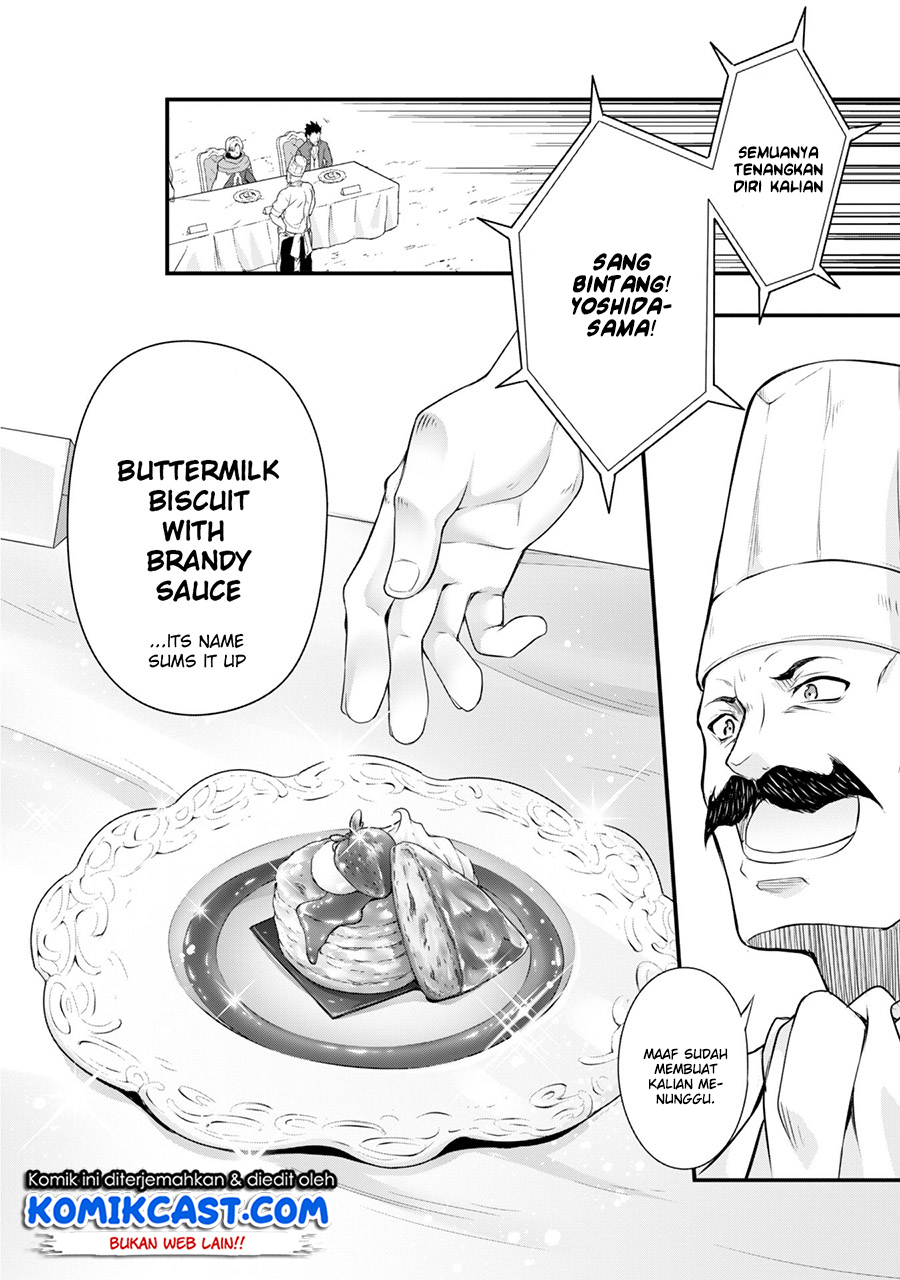 SEMUANYA
TENANGKAN
DIRI KALIAN
SANG
BINTANG!
YOSHIDA-
SAMA!
MAAF SUDAH
MEMBUAT
KALIAN ME-
NUNGGU.
BUTTERMILK
BISCUIT
WITH
BRANDY
SAUCE
...ITS NAME
SUMS IT UP
Komik ini diterjemahkan & diedit oleh
KOMIKCAST.COM
BUKAN WEB LAIN!!